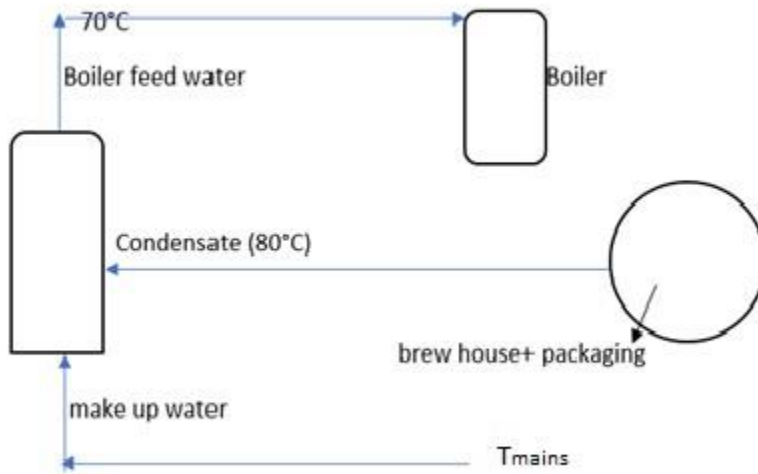 70°C
Boiler feed water
Boiler
Condensate (80°C)
brew house+ packaging
make up water
Tmains